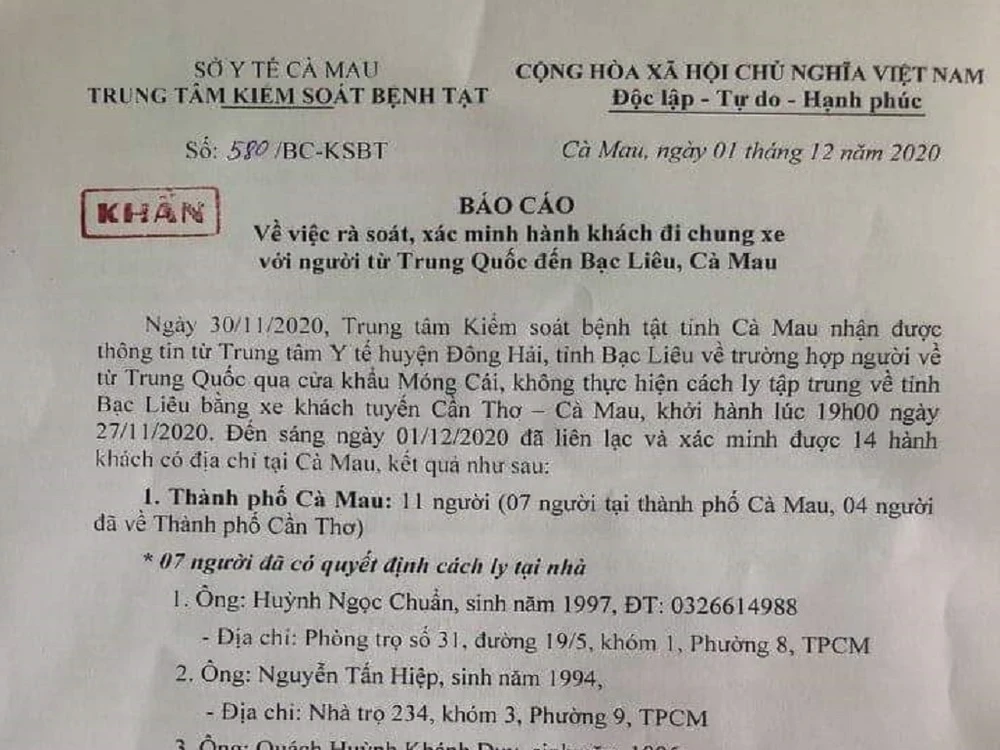 SỞ Y TẾ CÀ MAU
TRUNG TÂM KIỂM SOÁT BỆNH TẬT
CỘNG HÒA XÃ HỘI CHỦ NGHĨA VIỆT NAM
Độc lập - Tự do - Hạnh phúc
Số: 580 /BC-KSBT
Cà Mau, ngày 01 tháng 12 năm 2020
KHẨN
BÁO CÁO
Về việc rà soát, xác minh hành khách đi chung xe
với người từ Trung Quốc đến Bạc Liêu, Cà Mau
Ngày 30/11/2020, Trung tâm Kiểm soát bệnh tật tỉnh Cà Mau nhận được
thông tin từ Trung tâm Y tế huyện Đông Hải, tỉnh Bạc Liêu về trường hợp người về
từ Trung Quốc qua cửa khẩu Móng Cái, không thực hiện cách ly tập trung về tỉnh
Bạc Liêu bằng xe khách tuyến Cần Thơ – Cà Mau, khởi hành lúc 19h00 ngày
27/11/2020. Đến sáng ngày 01/12/2020 đã liên lạc và xác minh được 14 hành
khách có địa chỉ tại Cà Mau, kết quả như sau:
1. Thành phố Cà Mau: 11 người (07 người tại thành phố Cà Mau, 04 người
đã về Thành phố Cần Thơ)
* 07 người đã có quyết định cách ly tại nhà
1. Ông: Huỳnh Ngọc Chuẩn, sinh năm 1997, ĐT: 0326614988
- Địa chỉ: Phòng trọ số 31, đường 19/5, khóm 1, Phường 8, TPCM
2. Ông: Nguyễn Tấn Hiệp, sinh năm 1994,
- Địa chỉ: Nhà trọ 234, khóm 3, Phường 9, TPCM
3. Ông: Quách Huỳnh Khánh Duy, sinh năm 1996